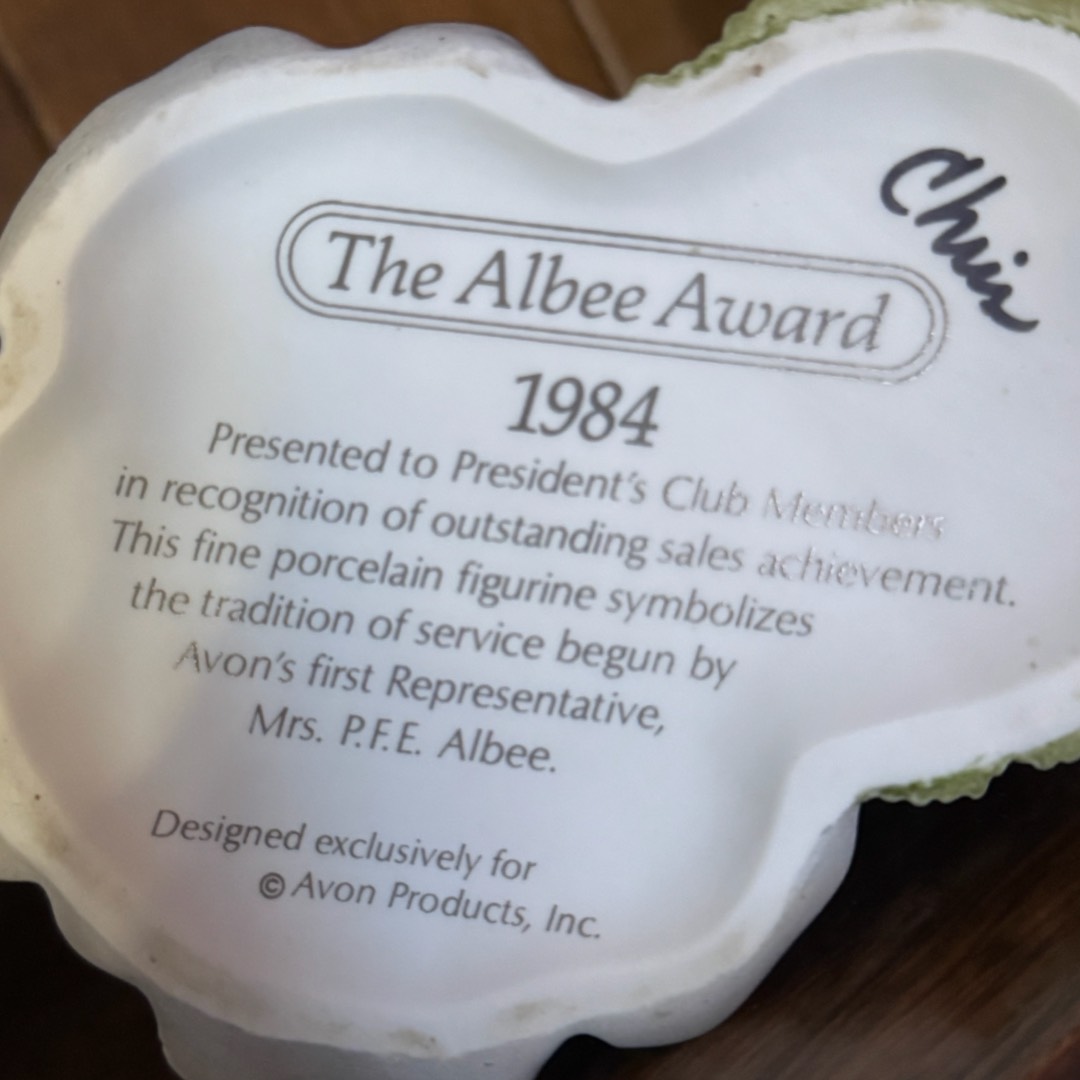 The Albee Award
1984
Presented to President's Club Members
in recognition of outstanding sales achievement.
This fine porcelain figurine symbolizes
the tradition of service begun by
Avon's first Representative,
Mrs. P.F.E. Albee.
Designed exclusively for
© Avon Products, Inc.